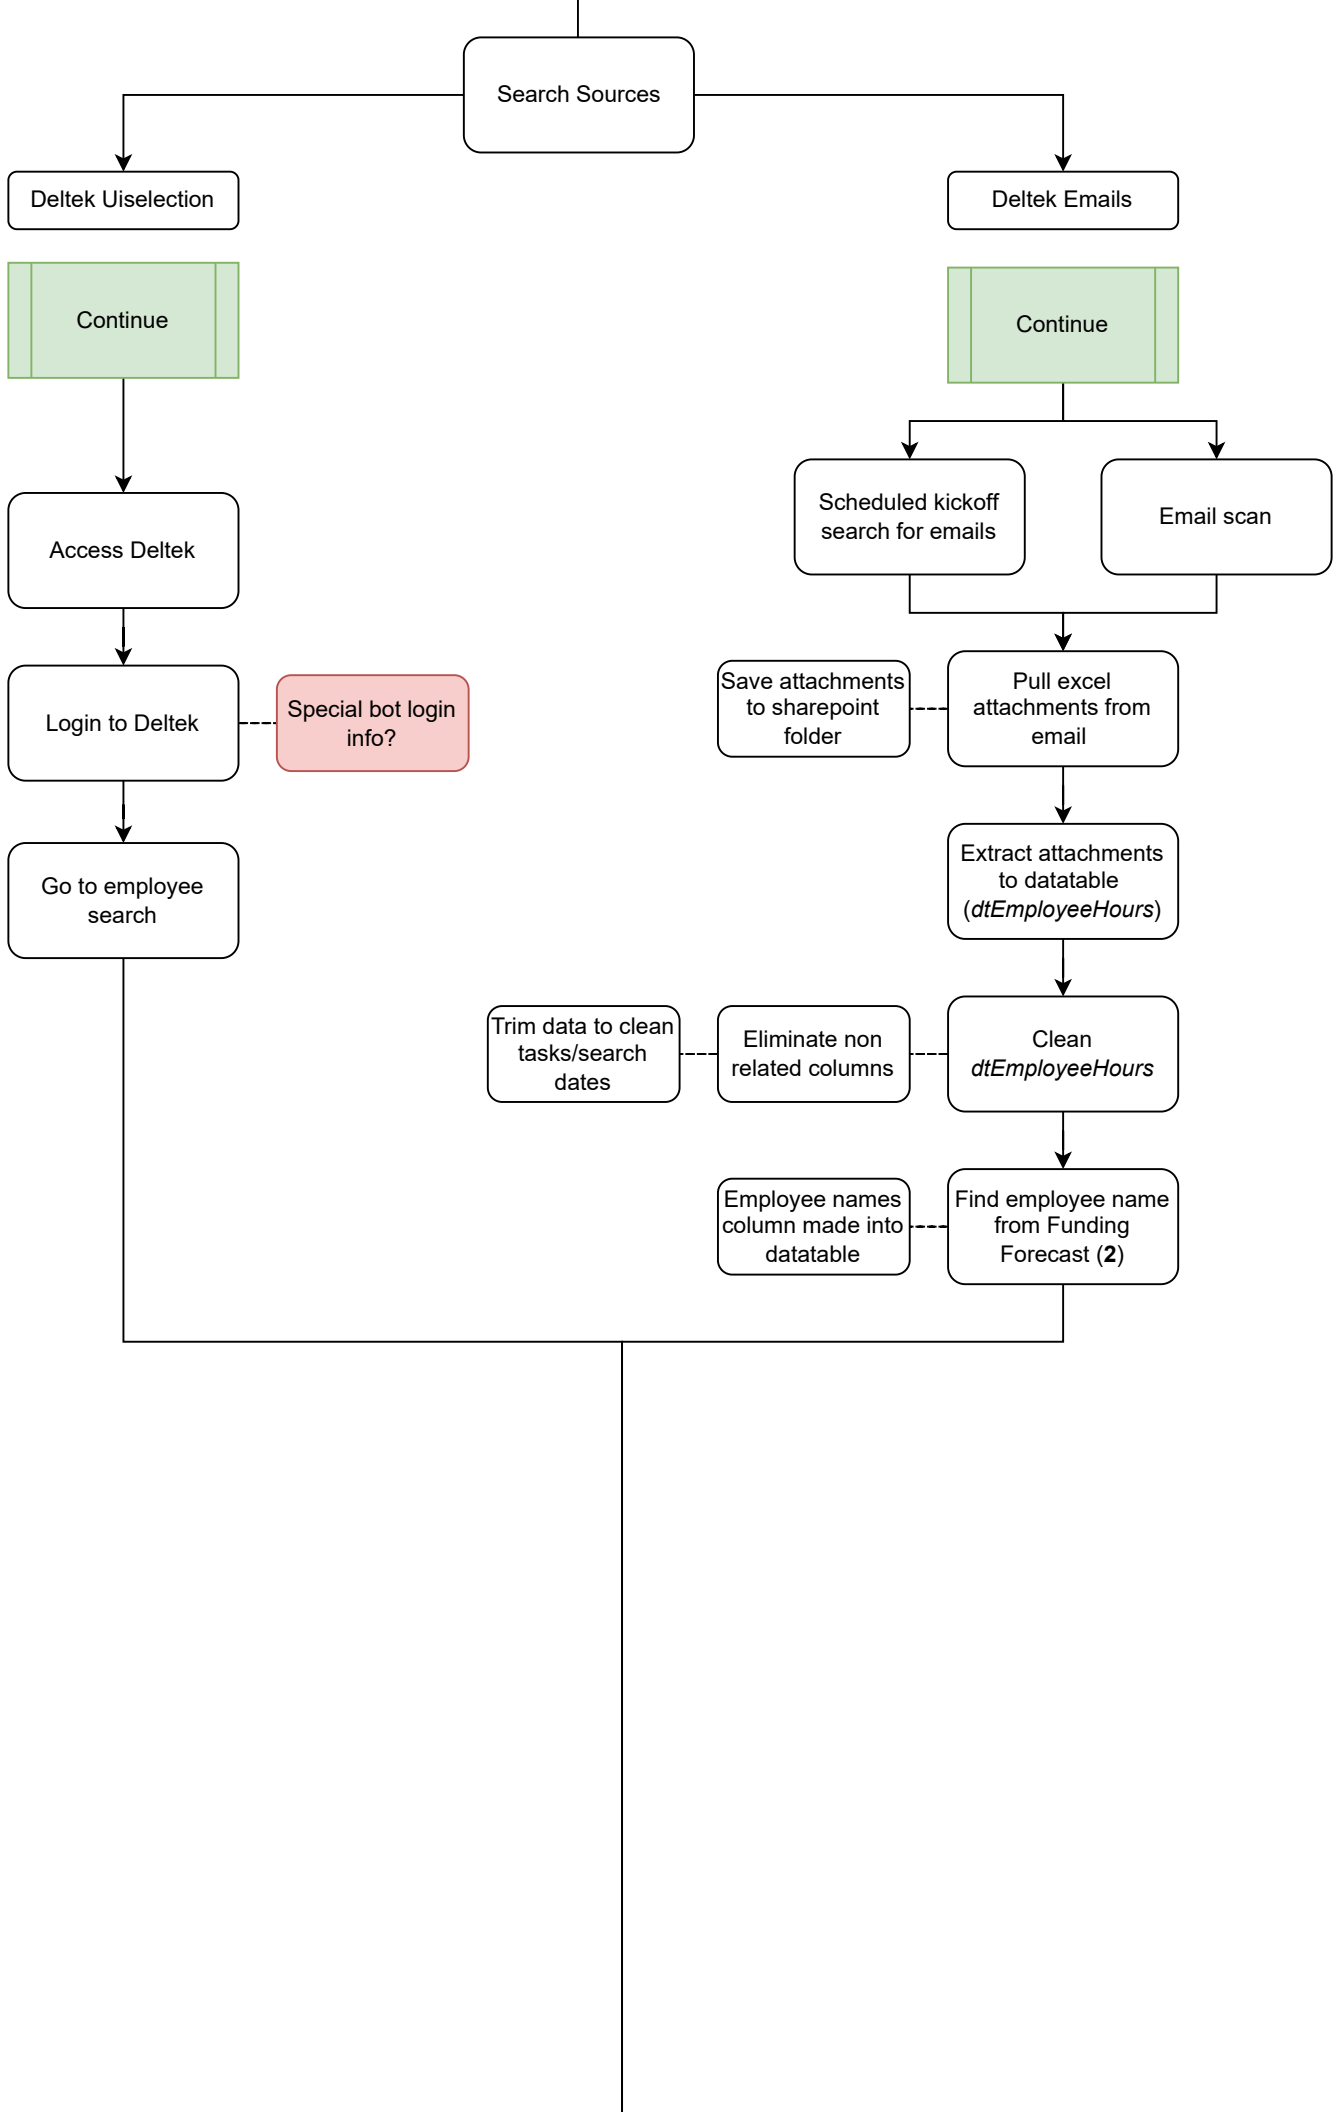 Search Sources
Deltek Uiselection
Deltek Emails
Continue
Continue
Scheduled kickoff
search for emails
Email scan
Access Deltek
Save attachments
to sharepoint
folder
Pull excel
attachments from
email
Login to Deltek
Special bot login
info?
Go to employee
search
Extract attachments
to datatable
(dtEmployeeHours)
Trim data to clean
tasks/search
dates
Eliminate non
related columns
Clean
dtEmployeeHours
Employee names
column made into
datatable
Find employee name
from Funding
Forecast (2)